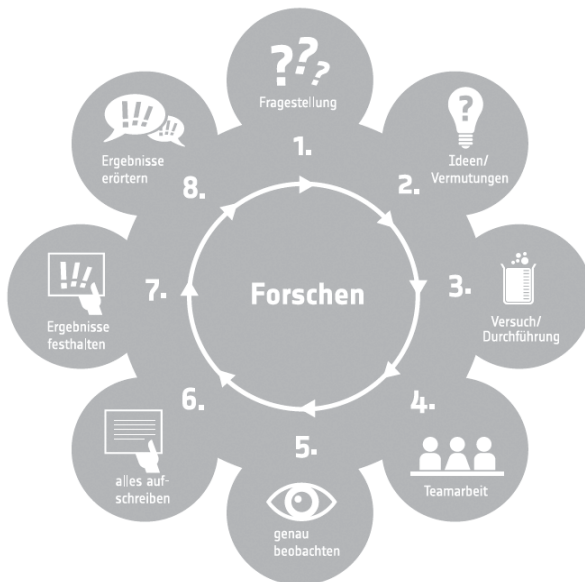 ???
Fragestellung
1.
?
Ideen/
Vermutungen
2.
3.
Versuch/
Durchführung
4.
Teamarbeit
5.
genau
beobachten
6.
alles auf-
schreiben
7.
!!!
Ergebnisse
festhalten
8.
!!! !!!
Ergebnisse
erörtern
Forschen